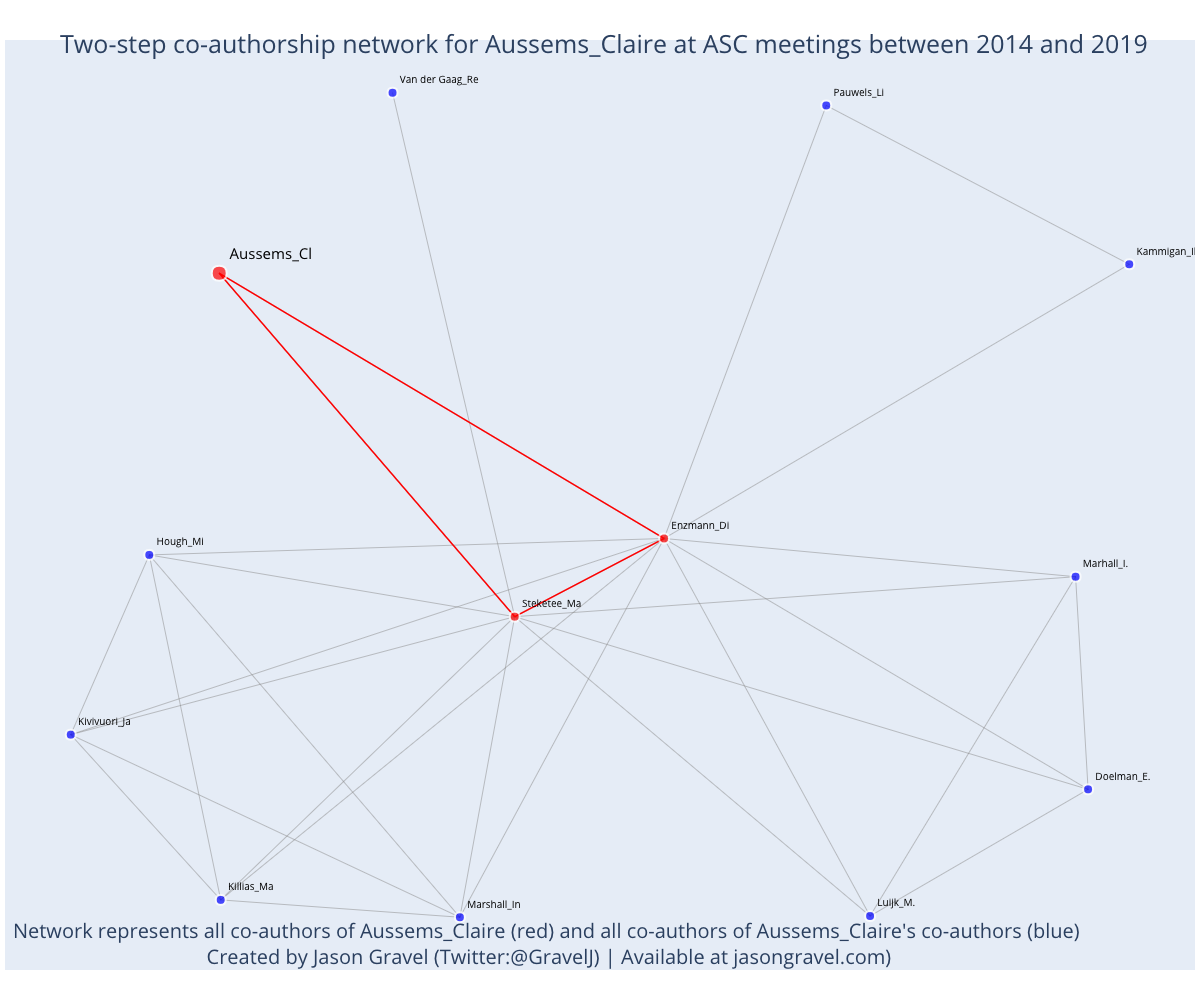 Two-step co-authorship network for Aussems_Claire at ASC meetings between 2014 and 2019
Van der Gaag_Re
Pauwels_Li
Aussems_Cl
Kammigan_Il
Enzmann_Di
Hough_Mi
Marhall_I.
Steketee_Ma
Kivivuori_Ja
Doelman_E.
Killias_Ma
Marshall_In
Luijk_M.
Network represents all co-authors of Aussems_Claire (red) and all co-authors of Aussems_Claire's co-authors (blue)
Created by Jason Gravel (Twitter:@GravelJ) | Available at jasongravel.com)